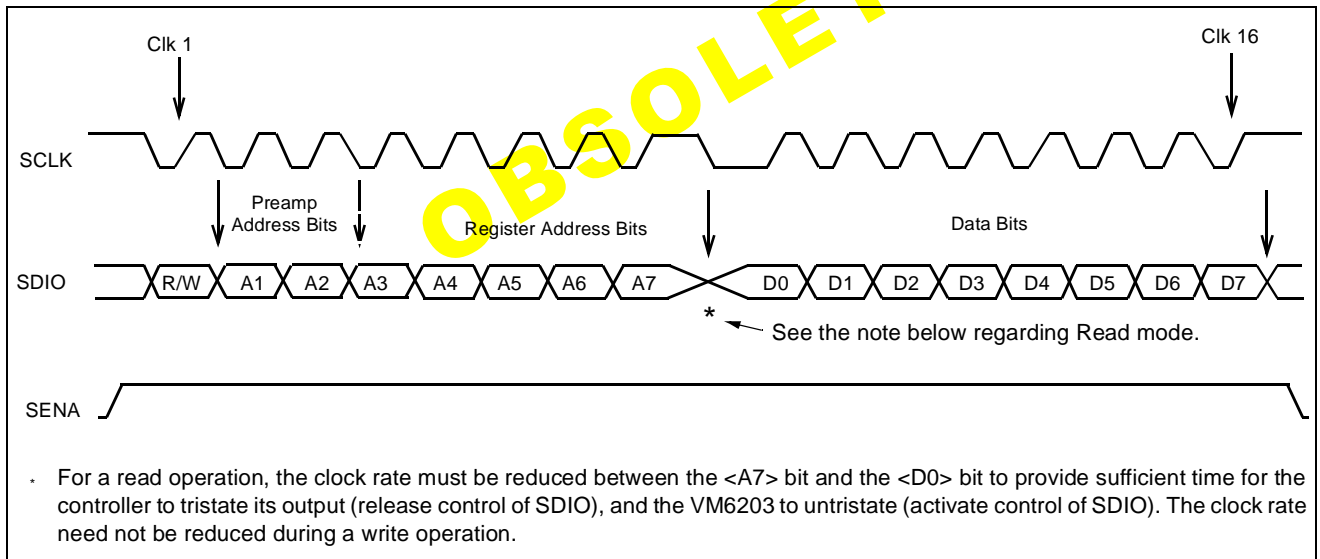 OBSOLET
Clk 1
Clk 16
SCLK
Preamp
Address Bits
Register Address Bits
Data Bits
SDIO
R/W A1 A2 A3 A4 A5 A6 A7 D0 D1 D2 D3 D4 D5 D6 D7
*
See the note below regarding Read mode.
SENA
* For a read operation, the clock rate must be reduced between the <A7> bit and the <D0> bit to provide sufficient time for the
controller to tristate its output (release control of SDIO), and the VM6203 to untristate (activate control of SDIO). The clock rate
need not be reduced during a write operation.